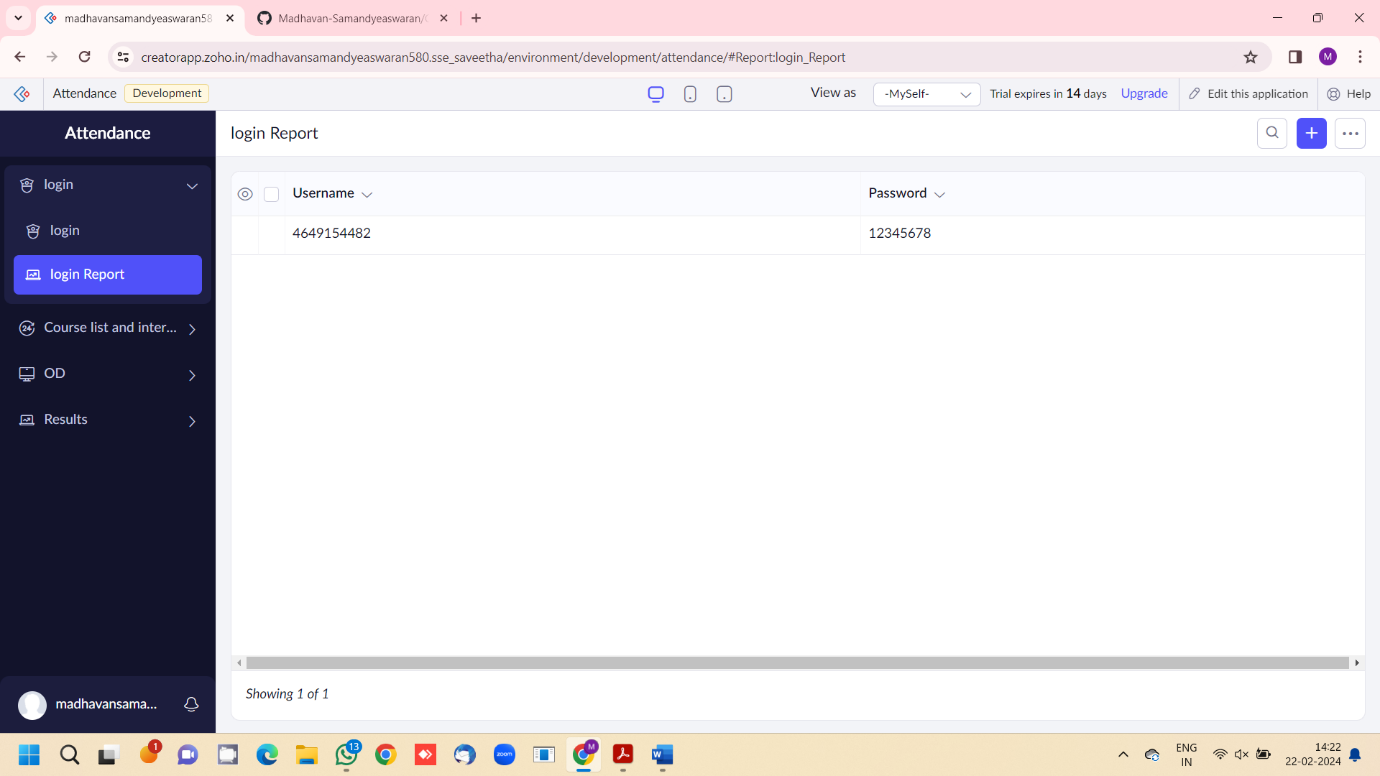 madhavansamandyeaswaran58
Madhavan-Samandyeaswaran/
creatorapp.zoho.in/madhavansamandyeaswaran580.sse_saveetha/environment/development/attendance/#Report:login_Report
M
Attendance Development View as -MySelf- Trial expires in 14 days Upgrade Edit this application Help
Attendance
login Report
login
Username Password
login
4649154482 12345678
login Report
Course list and inter...
OD
Results
Showing 1 of 1
madhavansama...
1
13
zoom
M
W
ENG
IN
14:22
22-02-2024